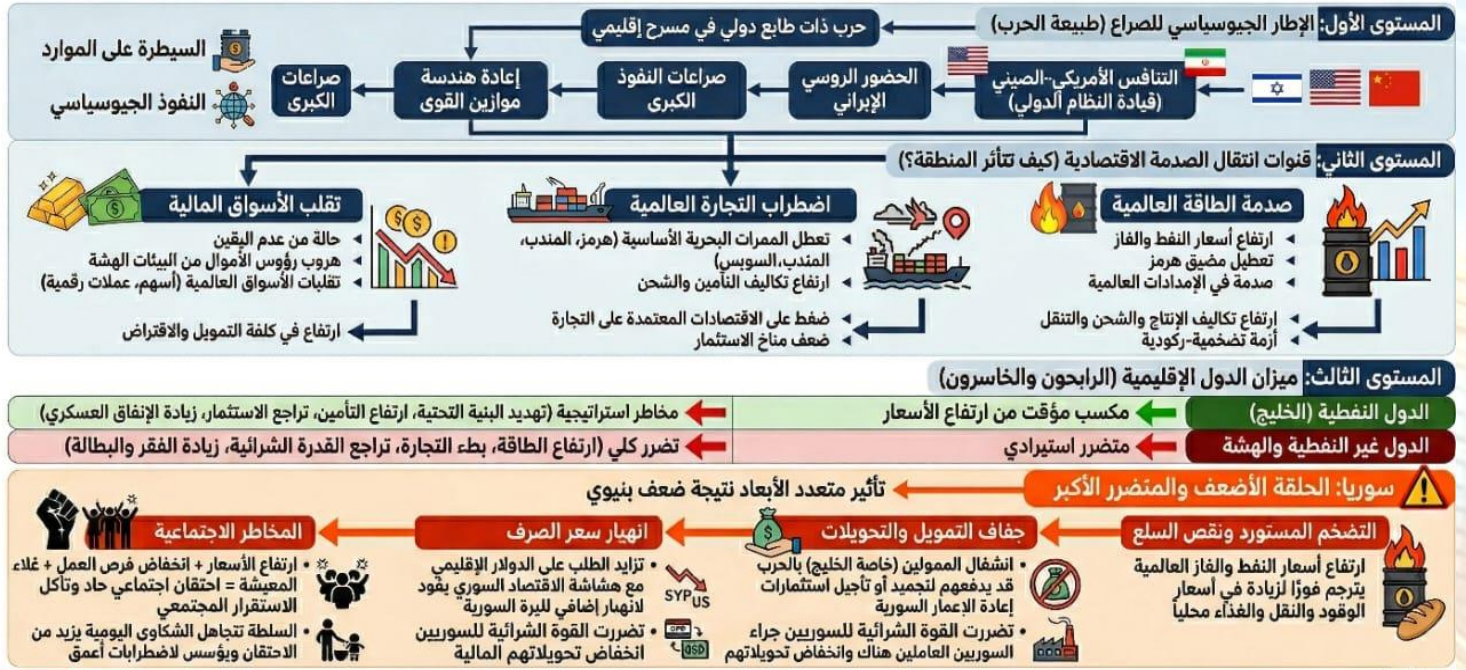 المستوى الأول: الإطار الجيوسياسي للصراع (طبيعة الحرب)
حرب ذات طابع دولي في مسرح إقليمي
التنافس الأمريكي-الصيني
(قيادة النظام الدولي)
الحضور الروسي
الإيراني
صراعات النفوذ
الكبرى
إعادة هندسة
موازين القوى
صراعات
الكبرى
السيطرة على الموارد
النفوذ الجيوسياسي
المستوى الثاني: قنوات انتقال الصدمة الاقتصادية (كيف تتأثر المنطقة؟)
صدمة الطاقة العالمية
ارتفاع أسعار النفط والغاز
تعطيل مضيق هرمز
صدمة في الإمدادات العالمية
إرتفاع تكاليف الإنتاج والشحن والتنقل
أزمة تضخمية-ركودية
اضطراب التجارة العالمية
تعطل الممرات البحرية الأساسية (هرمز، المندب،
المندب،السويس)
ارتفاع تكاليف التأمين والشحن
ضغط على الاقتصادات المعتمدة على التجارة
ضعف مناخ الاستثمار
تقلب الأسواق المالية
حالة من عدم اليقين
هروب رؤوس الأموال من البيئات الهشة
تقلبات الأسواق العالمية (أسهم، عملات رقمية)
ارتفاع في كلفة التمويل والاقتراض
المستوى الثالث: ميزان الدول الإقليمية (الرابحون والخاسرون)
الدول النفطية (الخليج)
مكسب مؤقت من ارتفاع الأسعار
مخاطر استراتيجية (تهديد البنية التحتية، ارتفاع التأمين، تراجع الاستثمار، زيادة الإنفاق العسكري)
الدول غير النفطية والهشة
متضرر استيرادي
تضرر كلي (ارتفاع الطاقة، بطء التجارة، تراجع القدرة الشرائية، زيادة الفقر والبطالة)
سوريا: الحلقة الأضعف والمتضرر الأكبر
تأثير متعدد الأبعاد نتيجة ضعف بنيوي
التضخم المستورد ونقص السلع
ارتفاع أسعار النفط والغاز العالمية
يترجم فورًا لزيادة في أسعار
الوقود والنقل والغذاء محلياً
جفاف التمويل والتحويلات
• انشغال الممولين (خاصة الخليج) بالحرب
قد يدفعهم لتجميد أو تأجيل استثمارات
إعادة الإعمار السورية
• تضررت القوة الشرائية للسوريين جراء
السوريين العاملين هناك وانخفاض تحويلاتهم
انهيار سعر الصرف
• تزايد الطلب على الدولار الإقليمي
مع هشاشة الاقتصاد السوري يقود
لانهيار إضافي لليرة السورية
SYP US
• تضررت القوة الشرائية للسوريين
انخفاض تحويلاتهم المالية
المخاطر الاجتماعية
• ارتفاع الأسعار + انخفاض فرص العمل + غلاء
المعيشة = احتقان اجتماعي حاد وتآكل
الاستقرار المجتمعي
• السلطة تتجاهل الشكاوى اليومية يزيد من
الاحتقان ويؤسس لاضطرابات أعمق